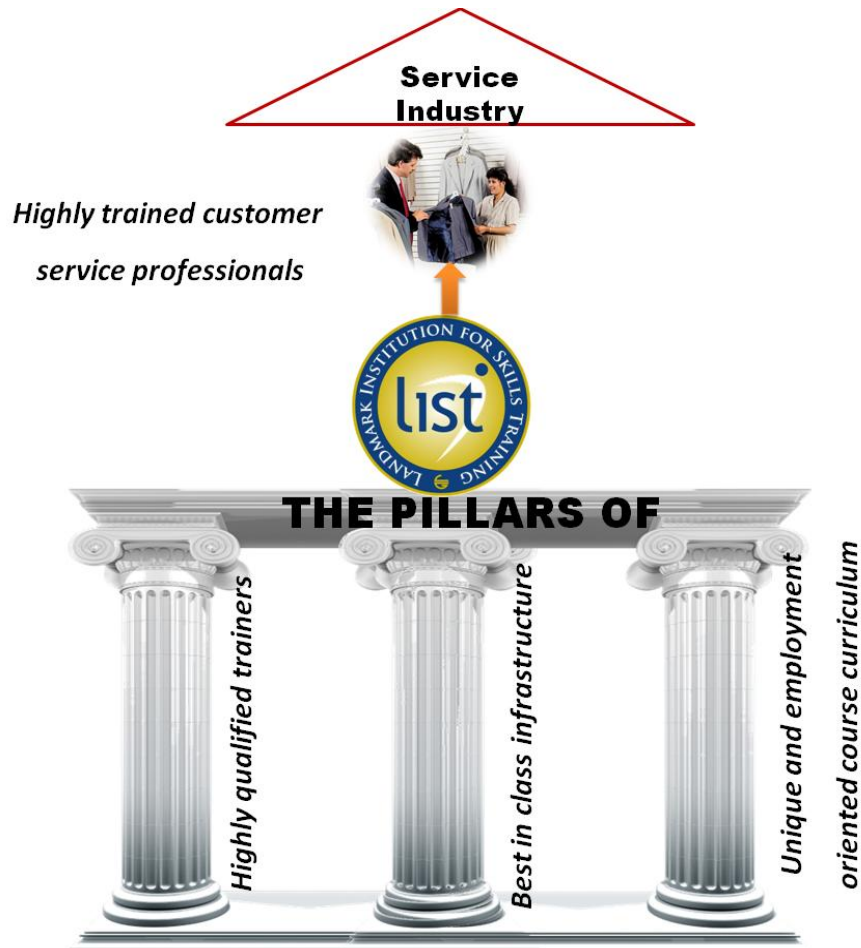 Service
Industry
Highly trained customer
service professionals
LANDMARK INSTITUTION FOR SKILLS TRAINING
list
THE PILLARS OF
Highly qualified trainers
Best in class infrastructure
Unique and employment
oriented course curriculum